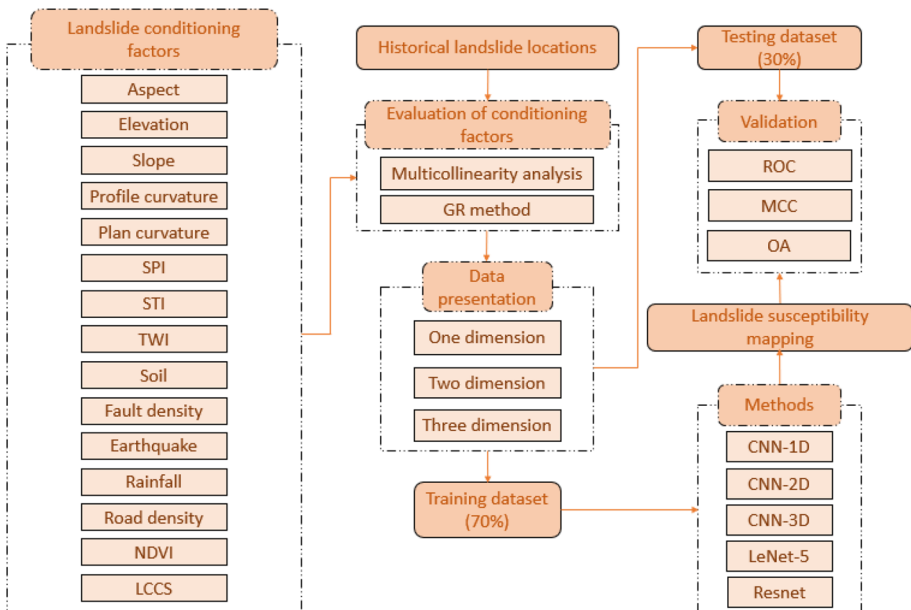 Landslide conditioning
factors
Aspect
Elevation
Slope
Profile curvature
Plan curvature
SPI
STI
TWI
Soil
Fault density
Earthquake
Rainfall
Road density
NDVI
LCCS
Historical landslide locations
Evaluation of conditioning
factors
Multicollinearity analysis
GR method
Data
presentation
One dimension
Two dimension
Three dimension
Training dataset
(70%)
Testing dataset
(30%)
Validation
ROC
MCC
OA
Landslide susceptibility
mapping
Methods
CNN-1D
CNN-2D
CNN-3D
LeNet-5
Resnet